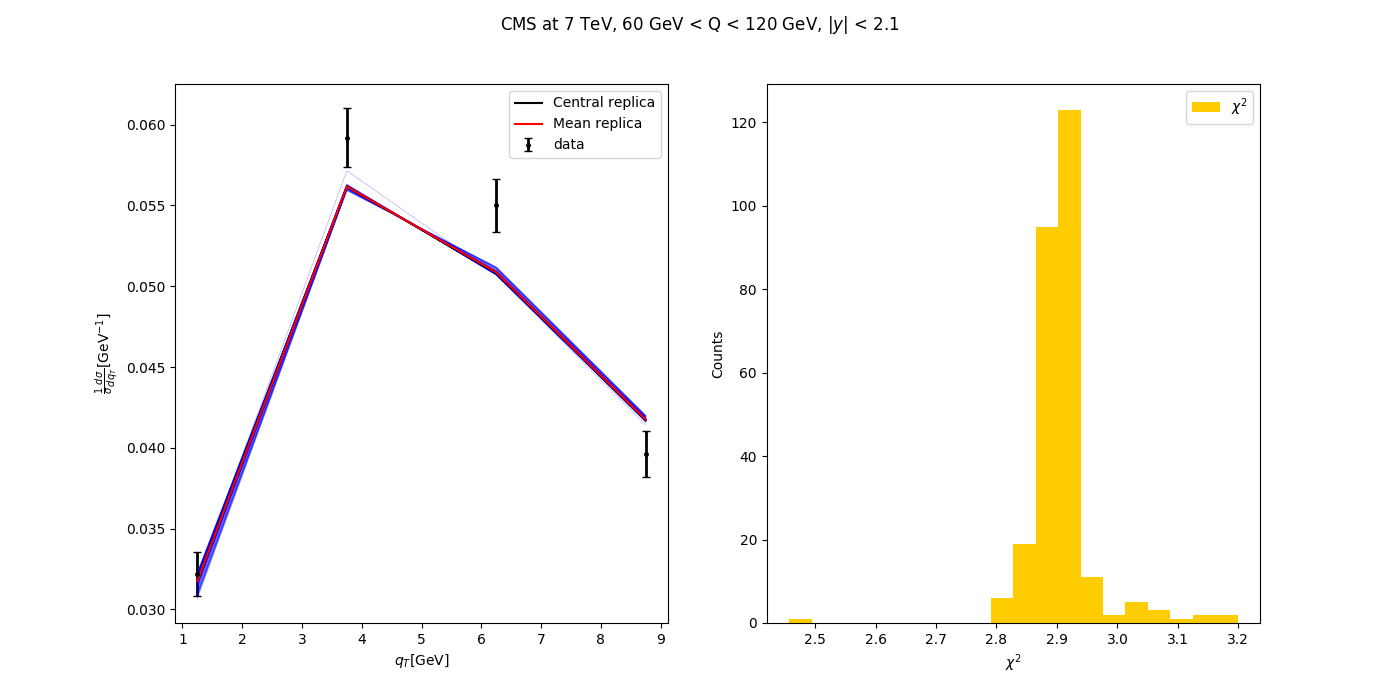 CMS at 7 TeV, 60 GeV < Q < 120 GeV, |y| < 2.1
Central replica
Mean replica
data
0.060
0.055
0.050
0.045
0.040
0.035
0.030
1/σ dσ/dq_T [GeV⁻¹]
1 2 3 4 5 6 7 8 9
q_T[GeV]
χ²
120
100
80
60
40
20
0
Counts
2.5 2.6 2.7 2.8 2.9 3.0 3.1 3.2
χ²